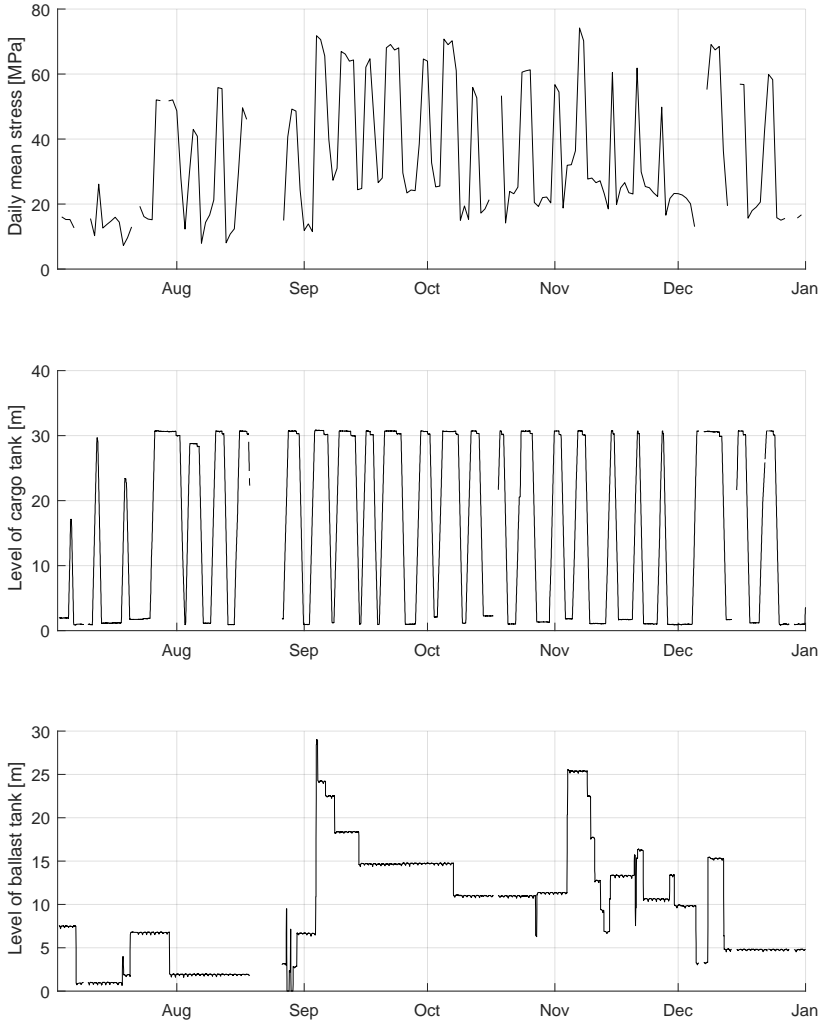 Daily mean stress [MPa]
80
60
40
20
0
Aug Sep Oct Nov Dec Jan
Level of cargo tank [m]
40
30
20
10
0
Aug Sep Oct Nov Dec Jan
Level of ballast tank [m]
30
25
20
15
10
5
0
Aug Sep Oct Nov Dec Jan